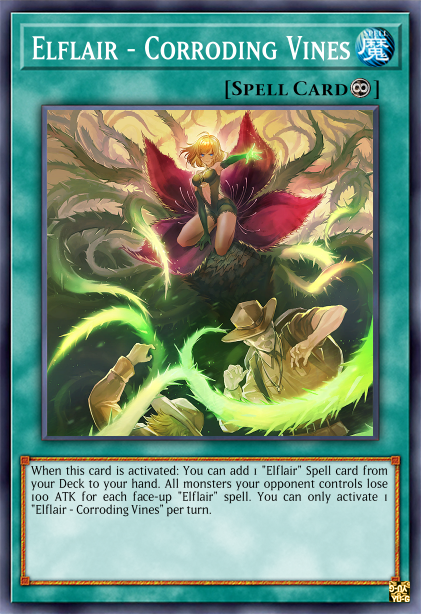 Elflair - Corroding Vines
SPELL
魔
[Spell Card]
When this card is activated: You can add 1 "Elflair" Spell card from
your Deck to your hand. All monsters your opponent controls lose
100 ATK for each face-up "Elflair" spell. You can only activate 1
"Elflair - Corroding Vines" per turn.